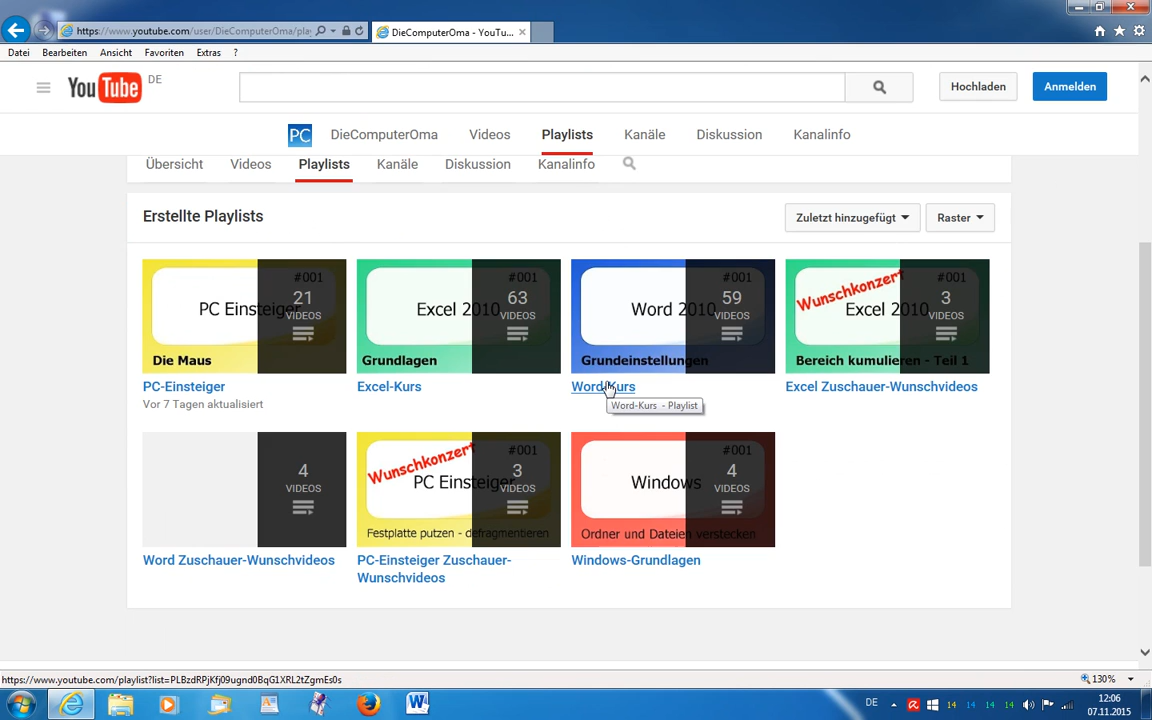 https://www.youtube.com/user/DieComputerOma/play
DieComputerOma - YouTu...
Datei Bearbeiten Ansicht Favoriten Extras ?
YouTube DE
Hochladen Anmelden
PC DieComputerOma Videos Playlists Kanäle Diskussion Kanalinfo
Übersicht Videos Playlists Kanäle Diskussion Kanalinfo
Erstellte Playlists
Zuletzt hinzugefügt Raster
#001
PC Einsteiger
21
VIDEOS
Die Maus
PC-Einsteiger
Vor 7 Tagen aktualisiert
#001
Excel 2010
63
VIDEOS
Grundlagen
Excel-Kurs
#001
Word 2010
59
VIDEOS
Grundeinstellungen
Word-Kurs
Word-Kurs - Playlist
#001
Wunschkonzert
Excel 2010
3
VIDEOS
Bereich kumulieren - Teil 1
Excel Zuschauer-Wunschvideos
4
VIDEOS
Word Zuschauer-Wunschvideos
#001
Wunschkonzert
PC Einsteiger
3
VIDEOS
Festplatte putzen - defragmentieren
PC-Einsteiger Zuschauer-
Wunschvideos
#001
Windows
4
VIDEOS
Ordner und Dateien verstecken
Windows-Grundlagen
https://www.youtube.com/playlist?list=PLBzdRPjKfj09ugnd0BqG1XRL2tZgmEs0s
130%
DE 14 14 14 14
12:06
07.11.2015